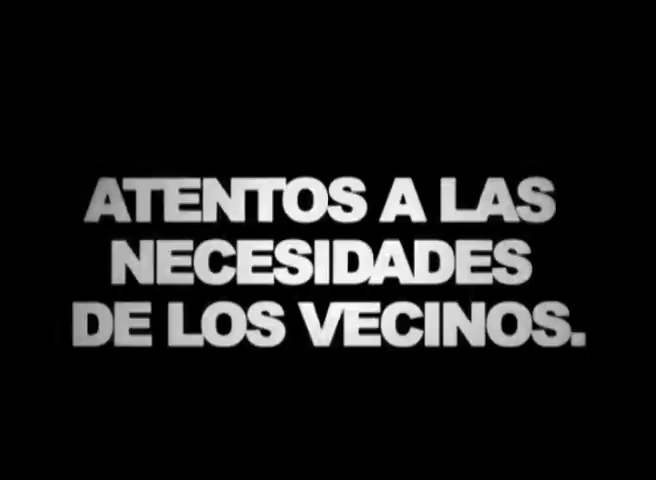 ATENTOS A LAS
NECESIDADES
DE LOS VECINOS.